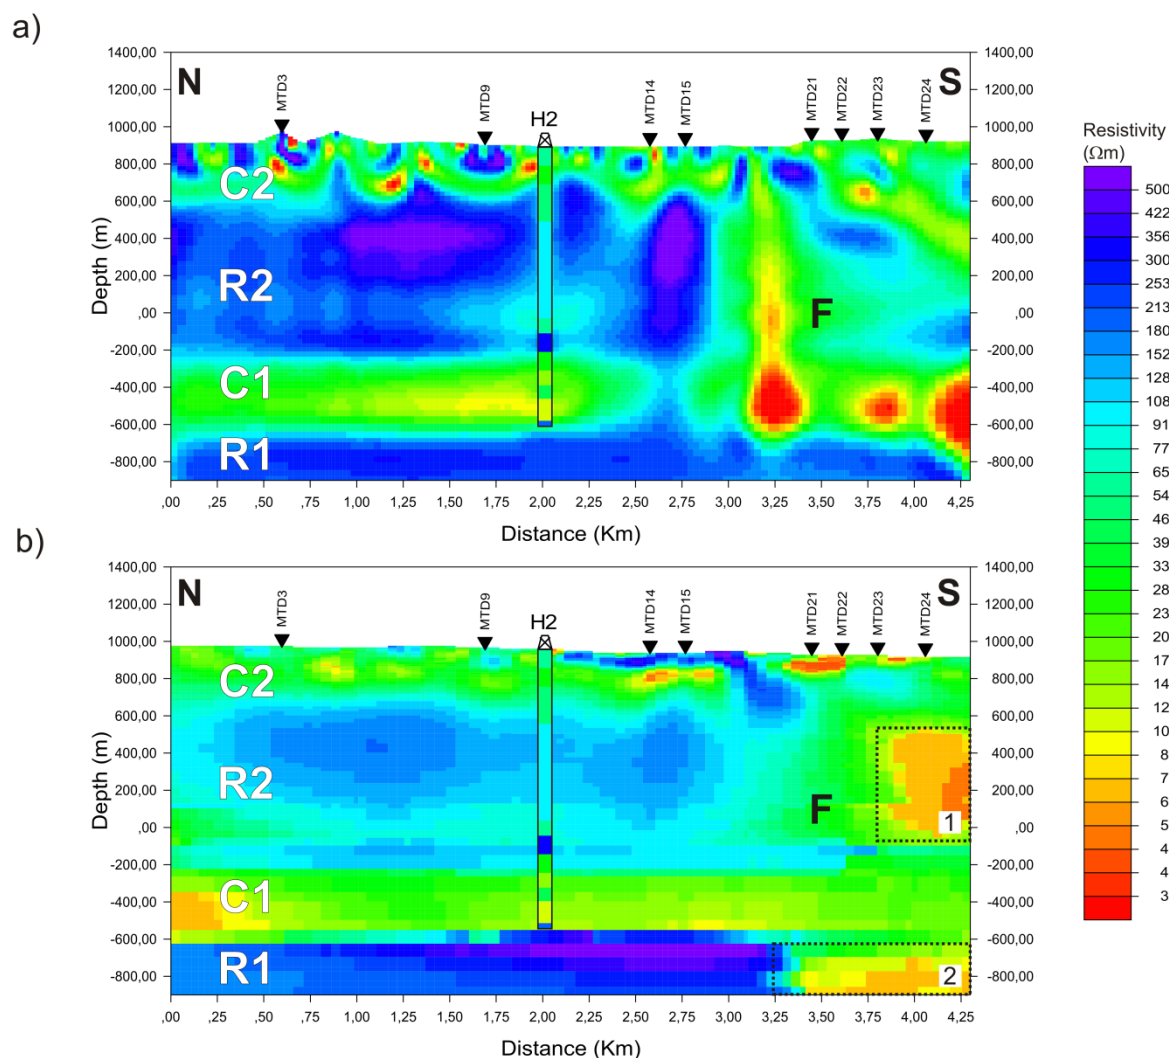 a)
1400,00
1200,00
1000,00
800,00
600,00
400,00
200,00
,00
-200,00
-400,00
-600,00
-800,00
Depth (m)
N
S
MTD3
MTD9
H2
MTD14
MTD15
MTD21
MTD22
MTD23
MTD24
C2
R2
C1
R1
F
1400,00
1200,00
1000,00
800,00
600,00
400,00
200,00
,00
-200,00
-400,00
-600,00
-800,00
,00 ,25 ,50 ,75 1,00 1,25 1,50 1,75 2,00 2,25 2,50 2,75 3,00 3,25 3,50 3,75 4,00 4,25
Distance (Km)
Resistivity
(Ωm)
500
422
356
300
253
213
180
152
128
108
91
77
65
54
46
39
33
28
23
20
17
14
12
10
8
7
6
5
4
4
3
b)
1400,00
1200,00
1000,00
800,00
600,00
400,00
200,00
,00
-200,00
-400,00
-600,00
-800,00
Depth (m)
N
S
MTD3
MTD9
H2
MTD14
MTD15
MTD21
MTD22
MTD23
MTD24
C2
R2
C1
R1
F
1
2
1400,00
1200,00
1000,00
800,00
600,00
400,00
200,00
,00
-200,00
-400,00
-600,00
-800,00
,00 ,25 ,50 ,75 1,00 1,25 1,50 1,75 2,00 2,25 2,50 2,75 3,00 3,25 3,50 3,75 4,00 4,25
Distance (Km)